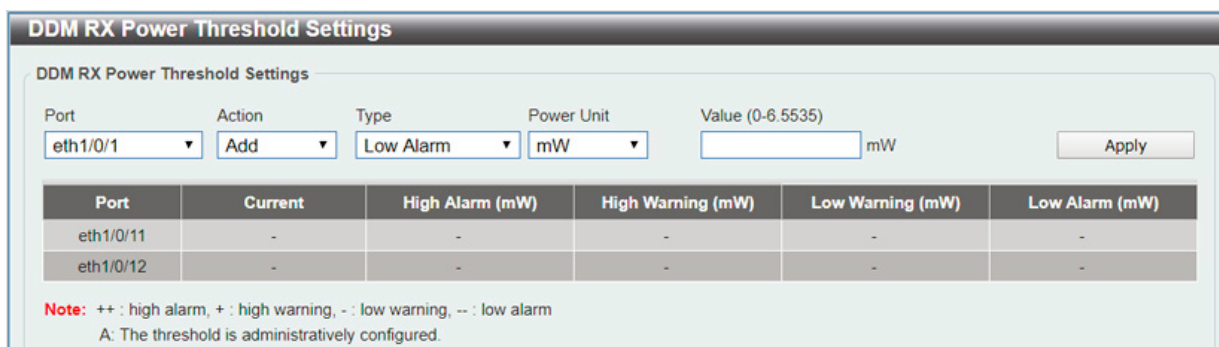 DDM RX Power Threshold Settings
DDM RX Power Threshold Settings
Port Action Type Power Unit Value (0-6.5535)
eth1/0/1 Add Low Alarm mW mW Apply
Port Current High Alarm (mW) High Warning (mW) Low Warning (mW) Low Alarm (mW)
eth1/0/11 - - - - -
eth1/0/12 - - - - -
Note: ++ : high alarm, + : high warning, - : low warning, -- : low alarm
A: The threshold is administratively configured.